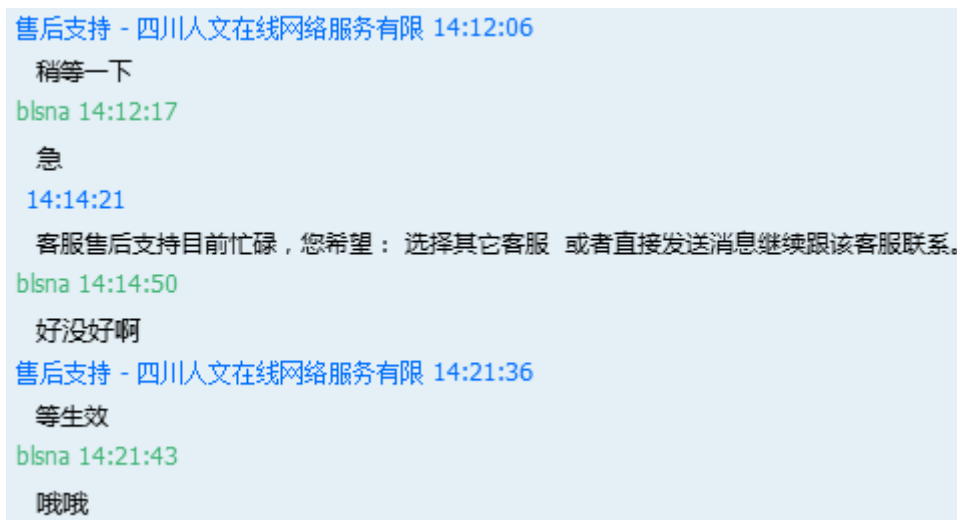 售后支持 - 四川人文在线网络服务有限 14:12:06
稍等一下
blsna 14:12:17
急
14:14:21
客服售后支持目前忙碌，您希望： 选择其它客服 或者直接发送消息继续跟该客服联系。
blsna 14:14:50
好没好啊
售后支持 - 四川人文在线网络服务有限 14:21:36
等生效
blsna 14:21:43
哦哦